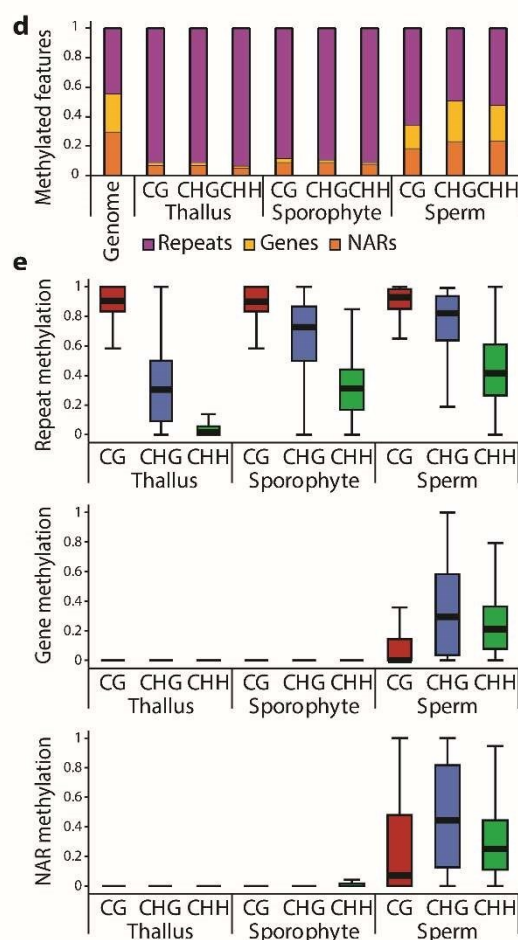 d
Methylated features
1
0.8
0.6
0.4
0.2
0
Genome
CG CHG CHH CG CHG CHH CG CHG CHH
Thallus Sporophyte Sperm
Repeats Genes NARs
e
Repeat methylation
1
0.8
0.6
0.4
0.2
0
CG CHG CHH CG CHG CHH CG CHG CHH
Thallus Sporophyte Sperm
Gene methylation
1
0.8
0.6
0.4
0.2
0
CG CHG CHH CG CHG CHH CG CHG CHH
Thallus Sporophyte Sperm
NAR methylation
1
0.8
0.6
0.4
0.2
0
CG CHG CHH CG CHG CHH CG CHG CHH
Thallus Sporophyte Sperm